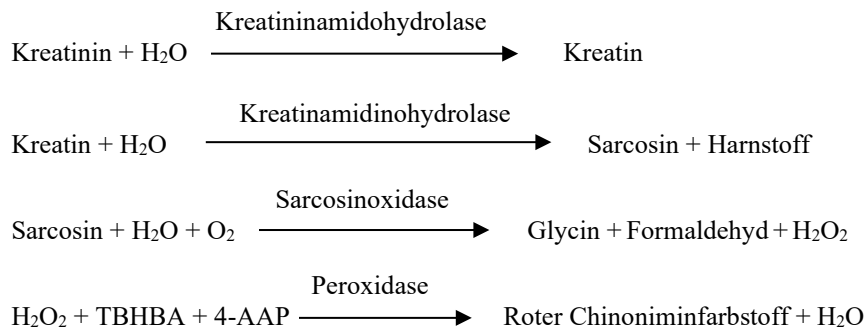 Kreatininamidohydrolase
Kreatinin + H₂O Kreatin
Kreatinamidinohydrolase
Kreatin + H₂O Sarcosin + Harnstoff
Sarcosinoxidase
Sarcosin + H₂O + O₂ Glycin + Formaldehyd + H₂O₂
Peroxidase
H₂O₂ + TBHBA + 4-AAP Roter Chinoniminfarbstoff + H₂O